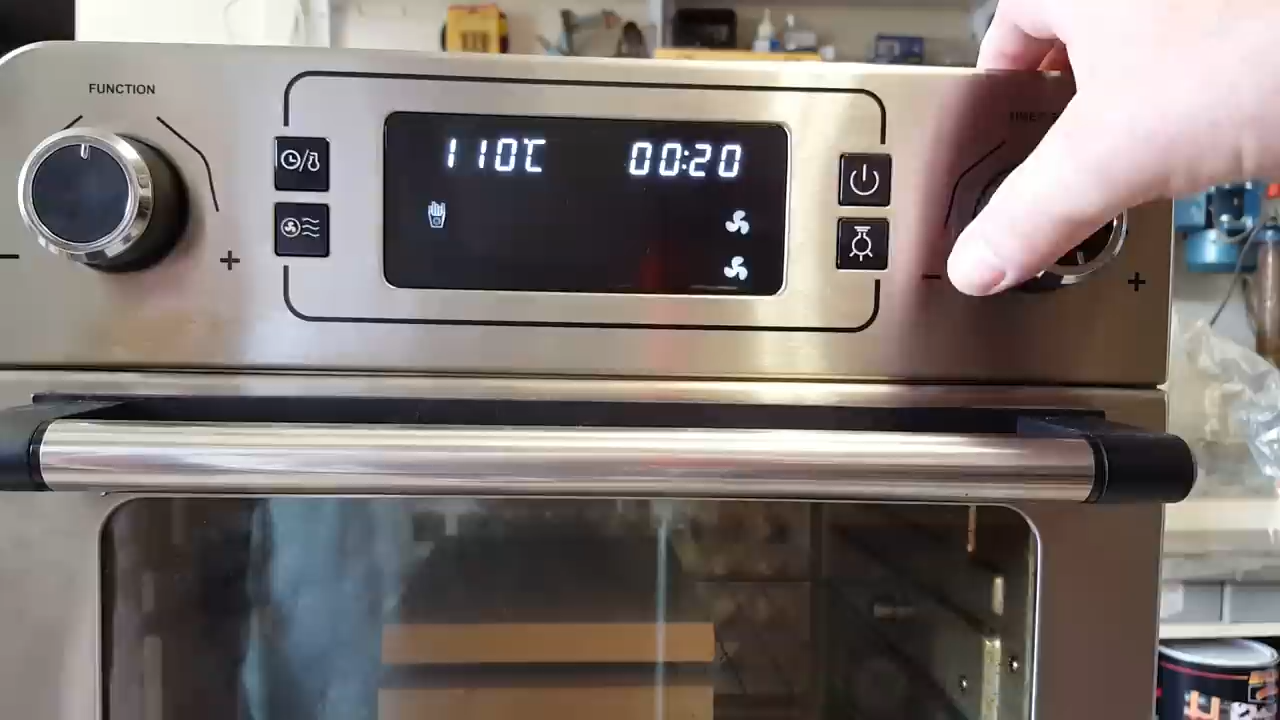 FUNCTION
110℃
00:20
- +
- +